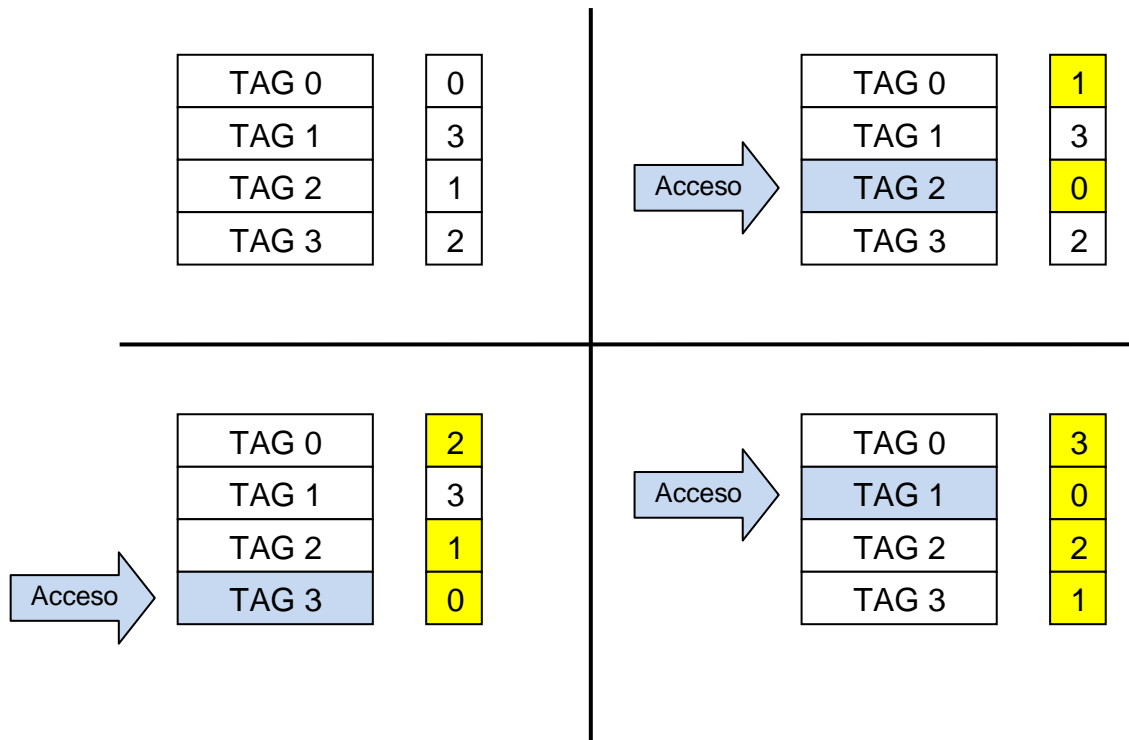 TAG 0 0
TAG 1 3
TAG 2 1
TAG 3 2
TAG 0 1
TAG 1 3
Acceso TAG 2 0
TAG 3 2
TAG 0 2
TAG 1 3
TAG 2 1
Acceso TAG 3 0
TAG 0 3
Acceso TAG 1 0
TAG 2 2
TAG 3 1